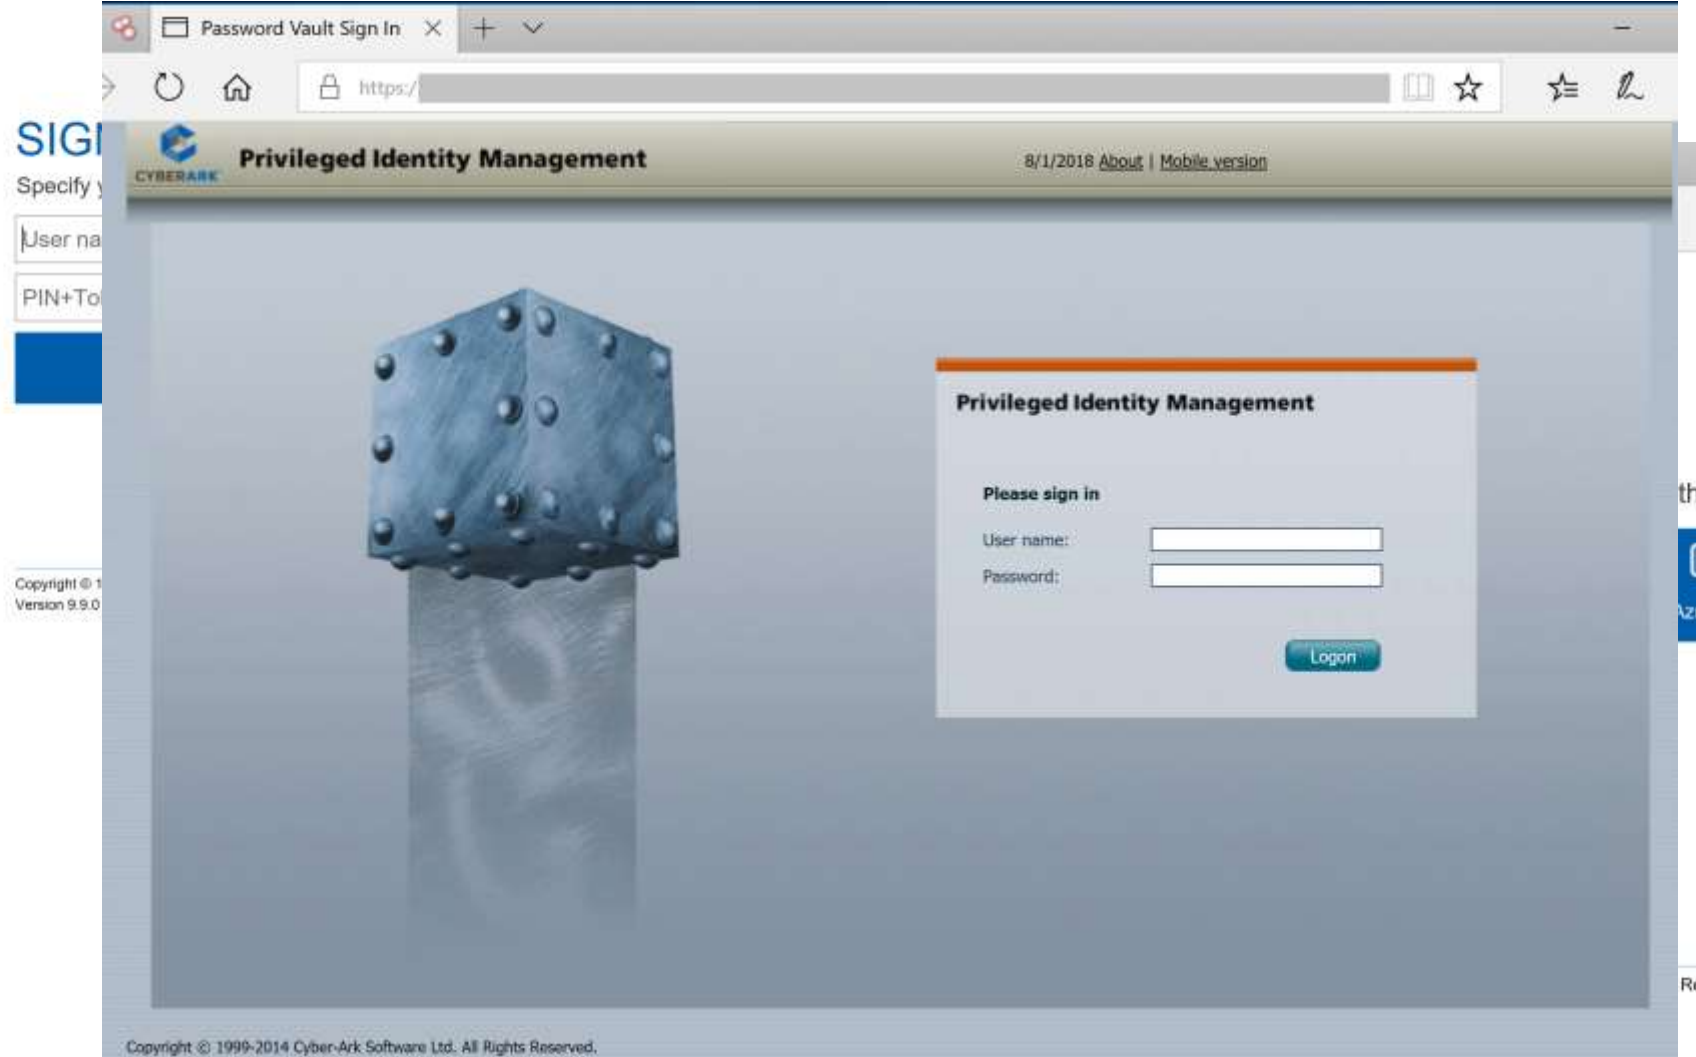 Password Vault Sign In
https:/
SIG
CYBERARK
Privileged Identity Management
8/1/2018 About | Mobile version
Specify
User na
PIN+To
Privileged Identity Management
Please sign in
User name:
Password:
Logon
th
Copyright © 1
Version 9.9.0
Az
Re
Copyright © 1999-2014 Cyber-Ark Software Ltd. All Rights Reserved.